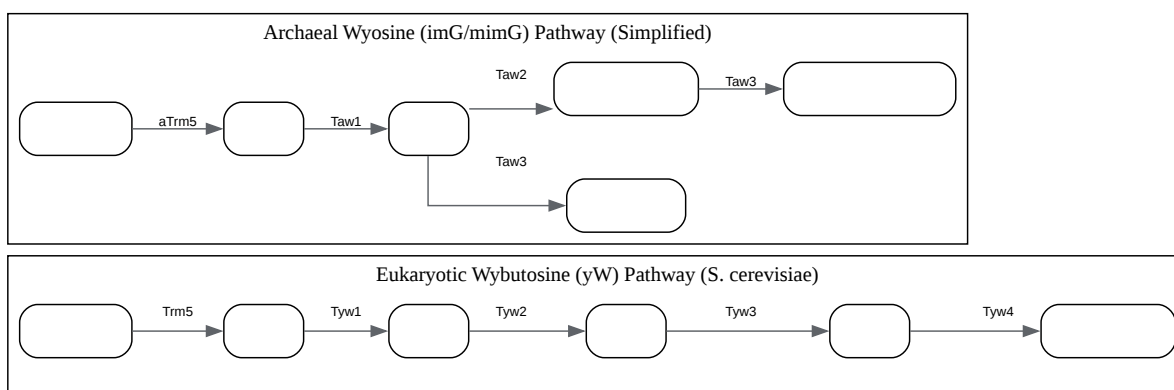 Archaeal Wyosine (imG/mimG) Pathway (Simplified)
Taw2
Taw3
aTrm5
Taw1
Taw3
Eukaryotic Wybutosine (yW) Pathway (S. cerevisiae)
Trm5
Tyw1
Tyw2
Tyw3
Tyw4